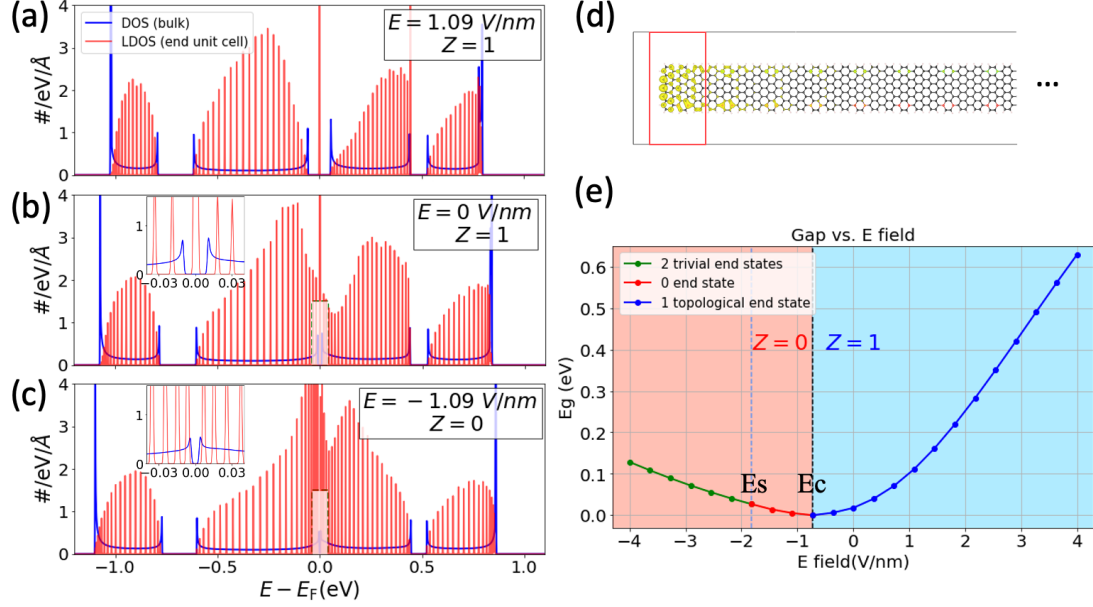 (a)
DOS (bulk)
LDOS (end unit cell)
E = 1.09 V/nm
Z = 1
#/eV/Å
4
3
2
1
0
(b)
E = 0 V/nm
Z = 1
#/eV/Å
4
3
2
1
0
1
0
−0.03 0.00 0.03
(c)
E = − 1.09 V/nm
Z = 0
#/eV/Å
4
3
2
1
0
1
0
−0.03 0.00 0.03
−1.0 −0.5 0.0 0.5 1.0
E − EF(eV)
(d)
...
(e)
Gap vs. E field
2 trivial end states
0 end state
1 topological end state
Z = 0 Z = 1
Es Ec
Eg (eV)
0.6
0.5
0.4
0.3
0.2
0.1
0.0
−4 −3 −2 −1 0 1 2 3 4
E field(V/nm)